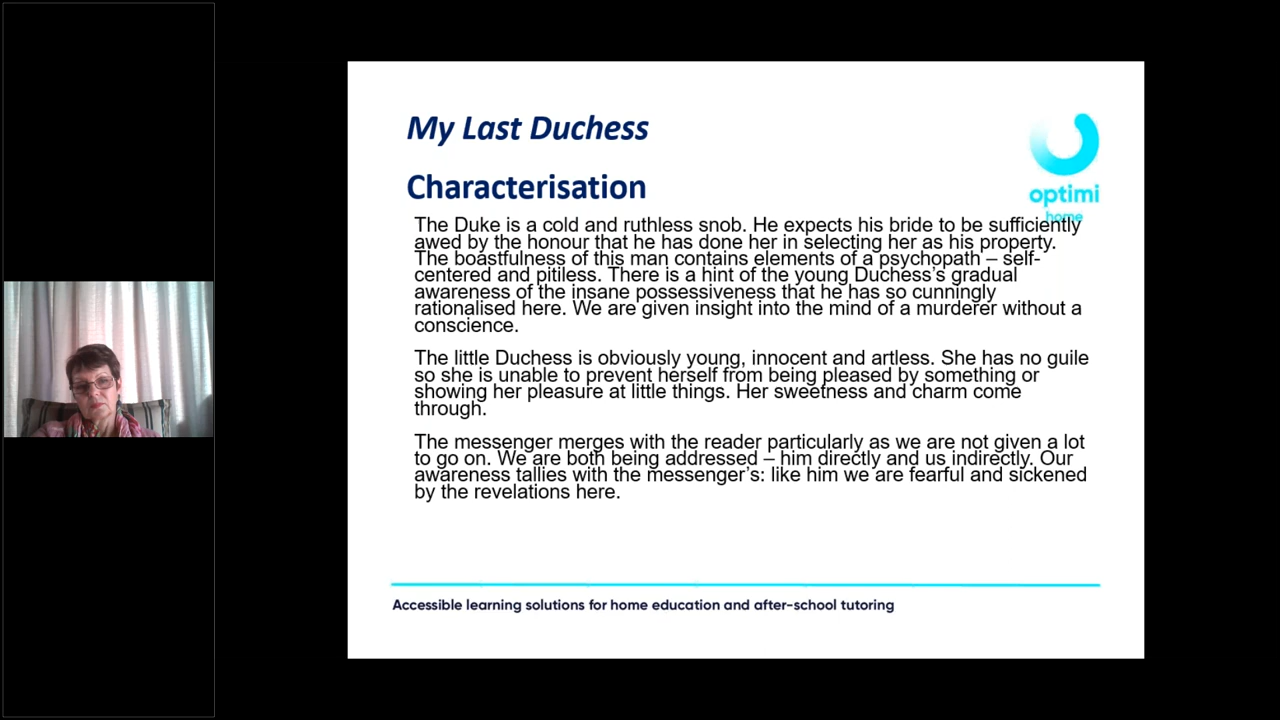 My Last Duchess
optimi
home
Characterisation
The Duke is a cold and ruthless snob. He expects his bride to be sufficiently
awed by the honour that he has done her in selecting her as his property.
The boastfulness of this man contains elements of a psychopath – self-
centered and pitiless. There is a hint of the young Duchess's gradual
awareness of the insane possessiveness that he has so cunningly
rationalised here. We are given insight into the mind of a murderer without a
conscience.
The little Duchess is obviously young, innocent and artless. She has no guile
so she is unable to prevent herself from being pleased by something or
showing her pleasure at little things. Her sweetness and charm come
through.
The messenger merges with the reader particularly as we are not given a lot
to go on. We are both being addressed – him directly and us indirectly. Our
awareness tallies with the messenger's: like him we are fearful and sickened
by the revelations here.
Accessible learning solutions for home education and after-school tutoring